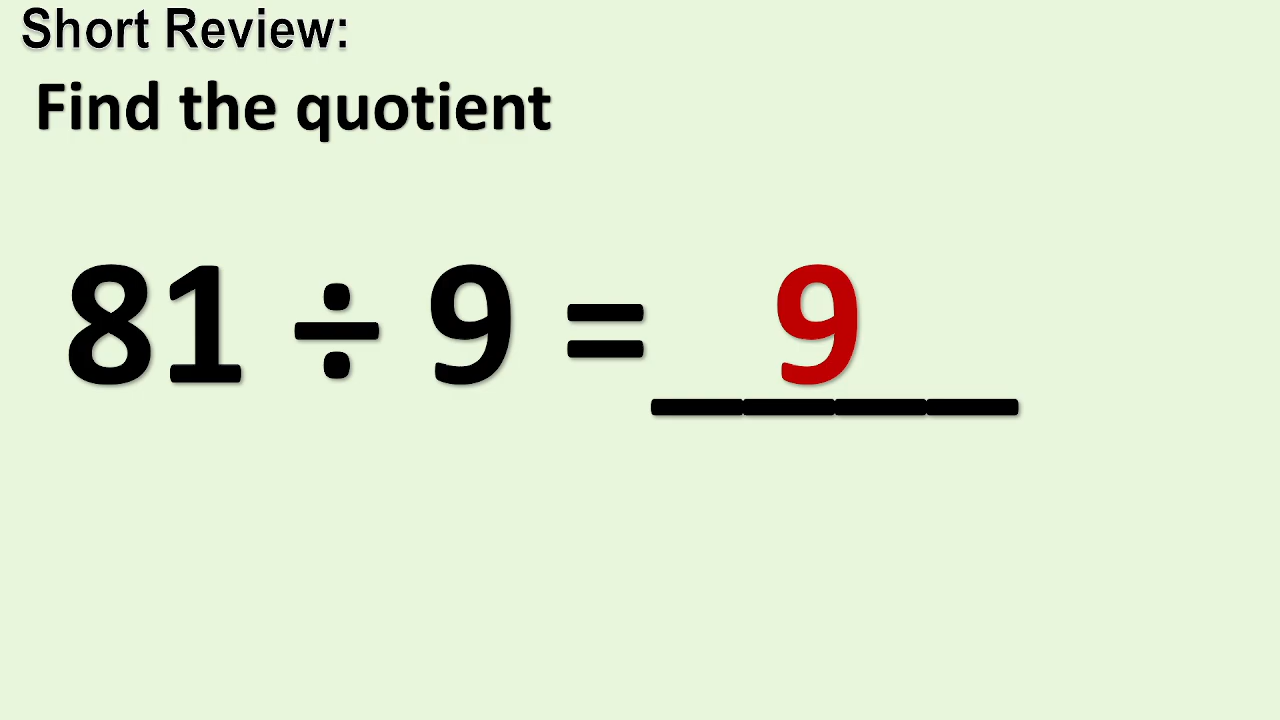 Short Review:
Find the quotient
81 ÷ 9 = 9